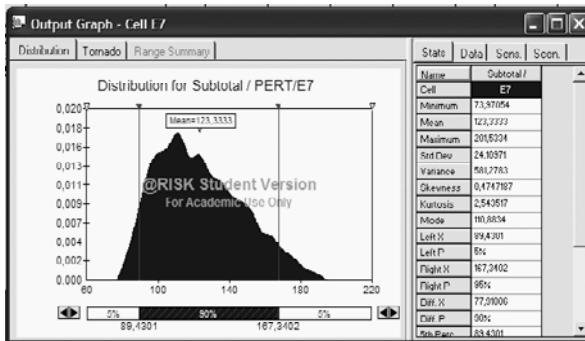 Output Graph - Cell E7
Distribution Tornado Range Summary
Distribution for Subtotal / PERT/E7
Mean=123,3333
0,020
0,018
0,016
0,013
0,011
0,009
0,007
0,004
0,002
0,000
60 100 140 180 220
@RISK Student Version
For Academic Use Only
5% 90% 5%
89,4301 167,3402
Stats Data Sens. Scen.
Name Subtotal /
Cell E7
Minimum 73,97054
Mean 123,3333
Maximum 201,5334
Std Dev 24,10971
Variance 581,2783
Skewness 0,4747187
Kurtosis 2,543517
Mode 110,8834
Left X 89,4301
Left P 5%
Right X 167,3402
Right P 95%
Diff. X 77,91006
Diff. P 90%
5th Perc. 89,4301